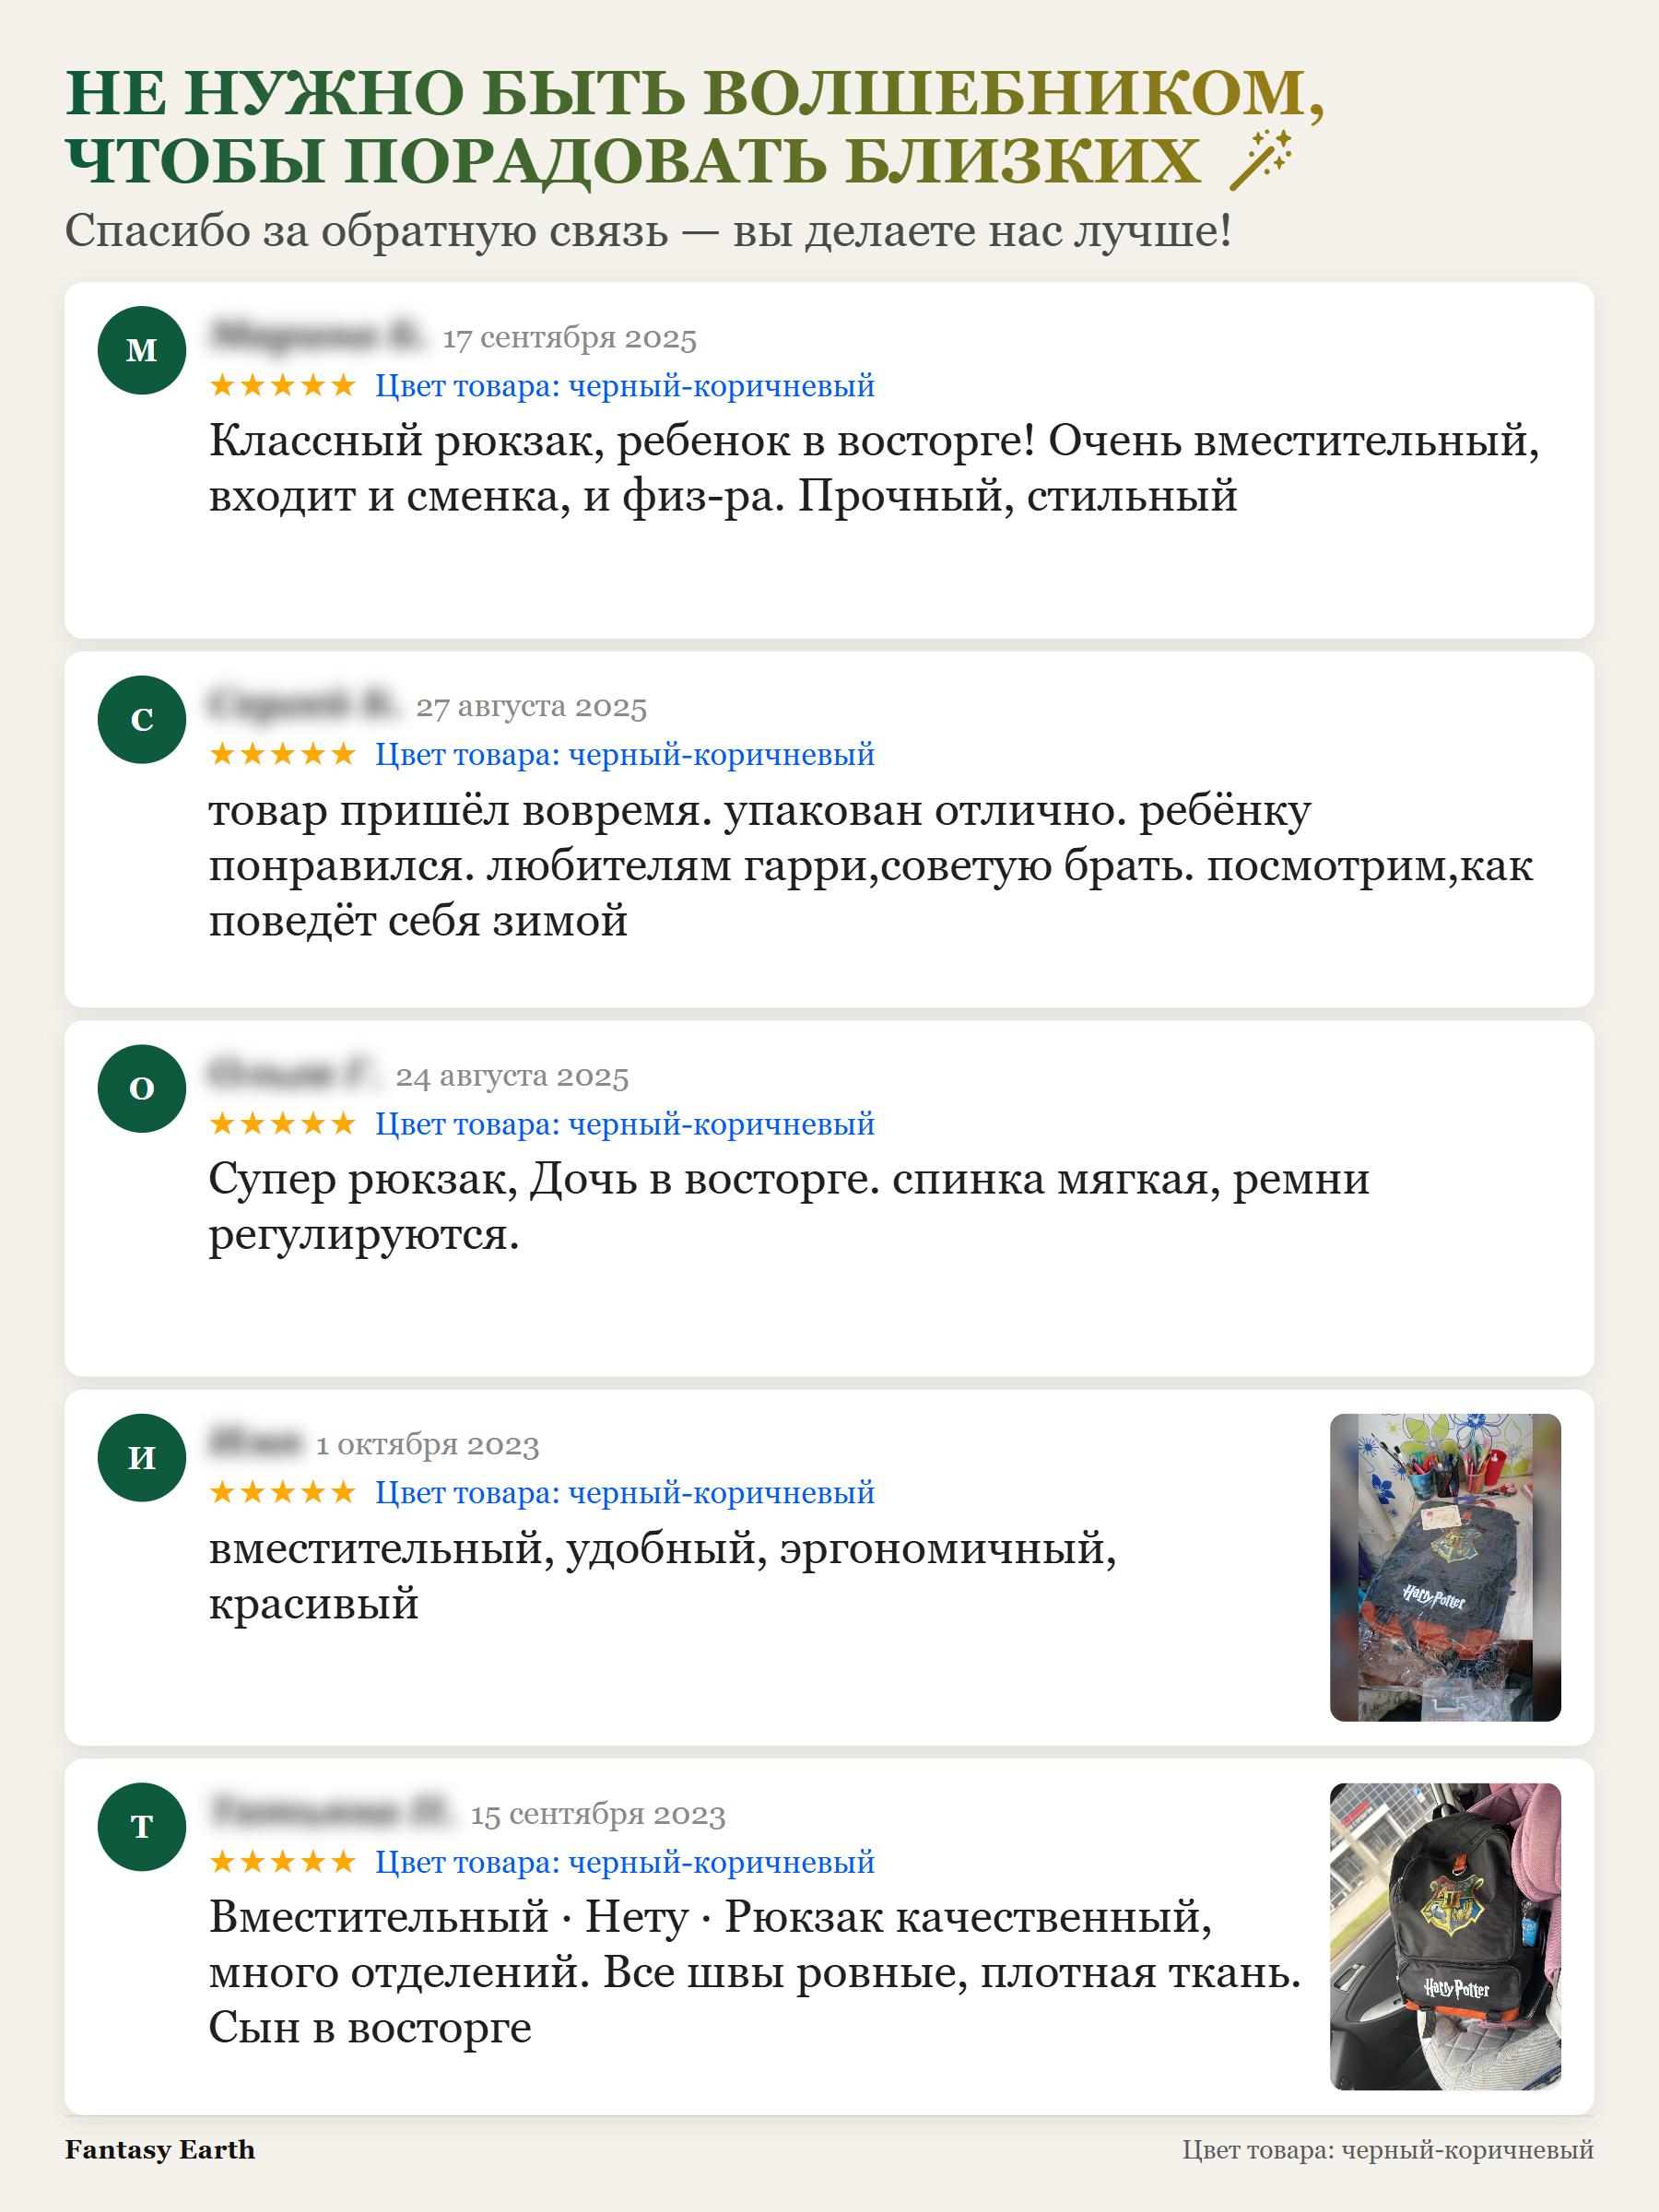 НЕ НУЖНО БЫТЬ ВОЛШЕБНИКОМ,
ЧТОБЫ ПОРАДОВАТЬ БЛИЗКИХ
Спасибо за обратную связь — вы делаете нас лучше!
М
17 сентября 2025
★★★★★ Цвет товара: черный-коричневый
Классный рюкзак, ребенок в восторге! Очень вместительный,
входит и сменка, и физ-ра. Прочный, стильный
С
27 августа 2025
★★★★★ Цвет товара: черный-коричневый
товар пришёл вовремя. упакован отлично. ребёнку
понравился. любителям гарри,советую брать. посмотрим,как
поведёт себя зимой
О
24 августа 2025
★★★★★ Цвет товара: черный-коричневый
Супер рюкзак, Дочь в восторге. спинка мягкая, ремни
регулируются.
И
1 октября 2023
★★★★★ Цвет товара: черный-коричневый
вместительный, удобный, эргономичный,
красивый
Harry Potter
Т
15 сентября 2023
★★★★★ Цвет товара: черный-коричневый
Вместительный · Нету · Рюкзак качественный,
много отделений. Все швы ровные, плотная ткань.
Сын в восторге
Harry Potter
Fantasy Earth
Цвет товара: черный-коричневый